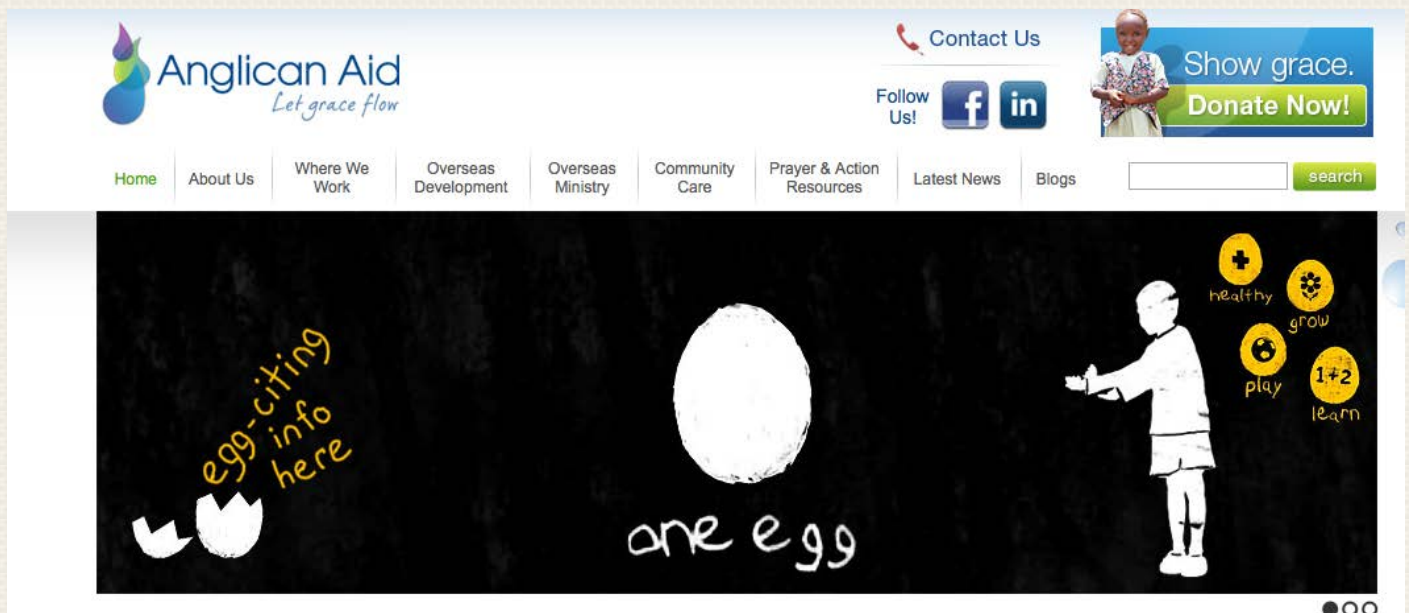 Anglican Aid
Let grace flow
Contact Us
Follow
Us!
f
in
Show grace.
Donate Now!
Home
About Us
Where We
Work
Overseas
Development
Overseas
Ministry
Community
Care
Prayer & Action
Resources
Latest News
Blogs
search
egg-citing
info
here
one egg
healthy
grow
play
1+2
learn